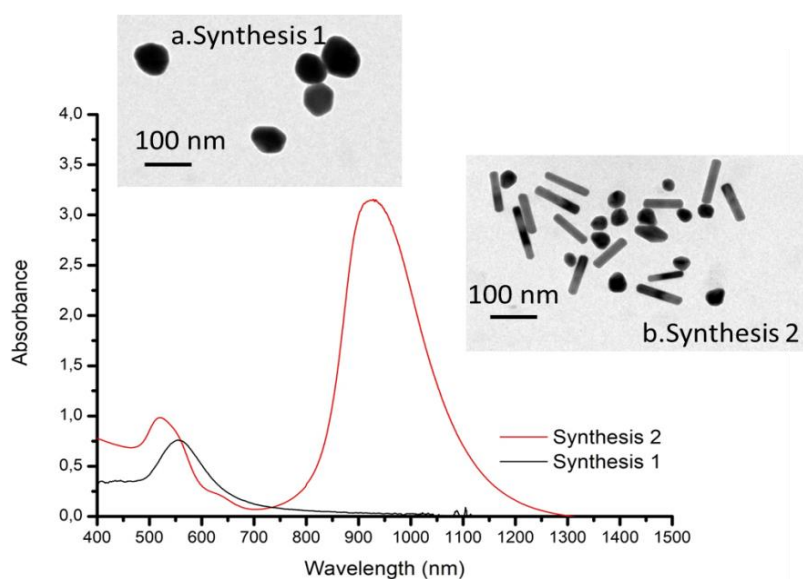 a.Synthesis 1
100 nm
4,0
3,5
3,0
2,5
2,0
1,5
1,0
0,5
0,0
Absorbance
100 nm
b.Synthesis 2
Synthesis 2
Synthesis 1
400 500 600 700 800 900 1000 1100 1200 1300 1400 1500
Wavelength (nm)